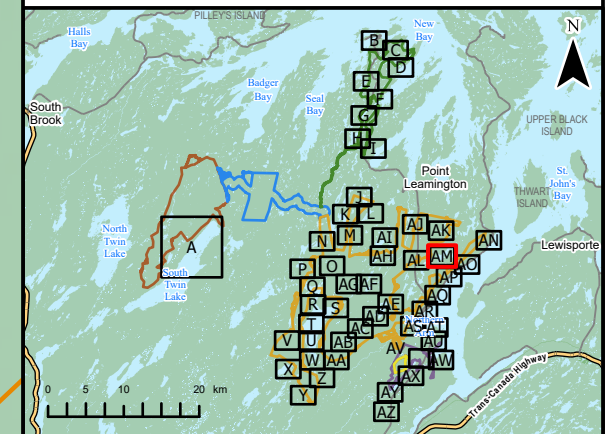 PILLEY'S ISLAND
Halls
Bay
New
Bay
N
B
C
D
Badger
Bay
E
Seal
Bay
F
South
Brook
G
H
I
UPPER BLACK
ISLAND
Point
Leamington
St.
John's
Bay
THWART
ISLAND
J
K
L
AJ
AK
North
Twin
Lake
A
N
M
AI
AN
Lewisporte
AH
AL
AM
AO
P
O
AP
South
Twin
Lake
Q
AG
AF
AQ
R
S
AE
AR
T
AD
AC
AS
AT
V
U
AB
AU
AV
W
AA
AW
X
Z
AX
Y
AY
AZ
0 5 10 20 km
Trans-Canada Highway